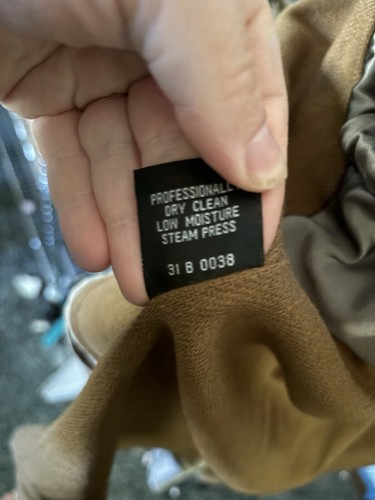 PROFESSIONALL
DRY CLEAN
LOW MOISTURE
STEAM PRESS
31 B 0038